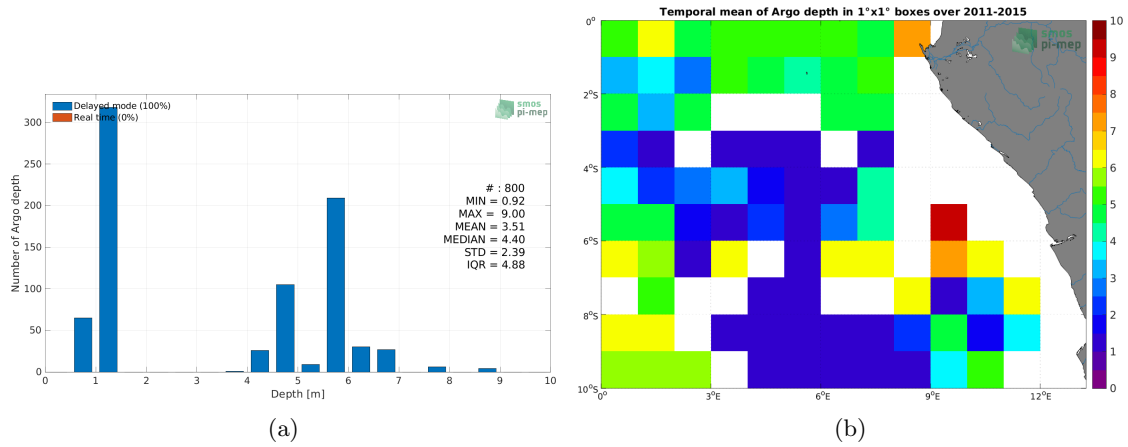 Delayed mode (100%)
Real time (0%)
smos
pi-mep
# : 800
MIN = 0.92
MAX = 9.00
MEAN = 3.51
MEDIAN = 4.40
STD = 2.39
IQR = 4.88
Number of Argo depth
300
250
200
150
100
50
0
0 1 2 3 4 5 6 7 8 9 10
Depth [m]
(a)
Temporal mean of Argo depth in 1°x1° boxes over 2011-2015
smos
pi-mep
0°
2°S
4°S
6°S
8°S
10°S
0° 3°E 6°E 9°E 12°E
10
9
8
7
6
5
4
3
2
1
0
(b)